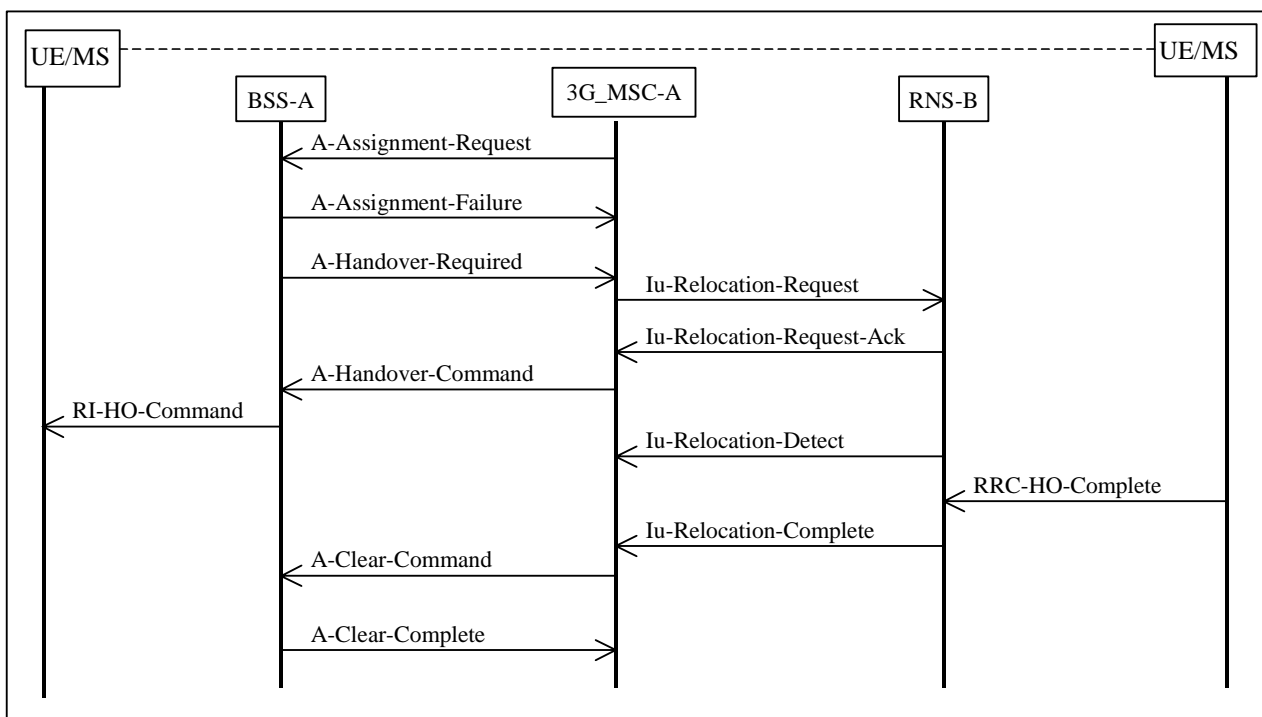 UE/MS
UE/MS
BSS-A
3G_MSC-A
RNS-B
A-Assignment-Request
A-Assignment-Failure
A-Handover-Required
Iu-Relocation-Request
Iu-Relocation-Request-Ack
A-Handover-Command
RI-HO-Command
Iu-Relocation-Detect
RRC-HO-Complete
Iu-Relocation-Complete
A-Clear-Command
A-Clear-Complete